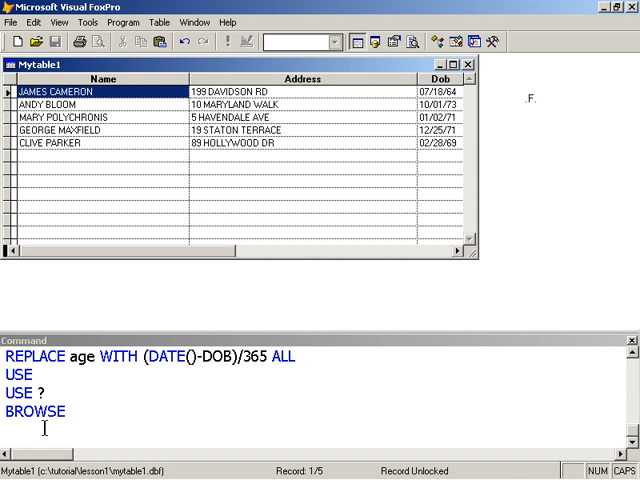 Microsoft Visual FoxPro
File Edit View Tools Program Table Window Help
Mytable1
Name Address Dob
JAMES CAMERON 199 DAVIDSON RD 07/18/64
ANDY BLOOM 10 MARYLAND WALK 10/01/73
MARY POLYCHRONIS 5 HAVENDALE AVE 01/02/71
GEORGE MAXFIELD 19 STATON TERRACE 12/25/71
CLIVE PARKER 89 HOLLYWOOD DR 02/28/69
.F.
Command
REPLACE age WITH (DATE()-DOB)/365 ALL
USE
USE ?
BROWSE
Mytable1 (c:\tutorial\lesson1\mytable1.dbf) Record: 1/5 Record Unlocked NUM CAPS